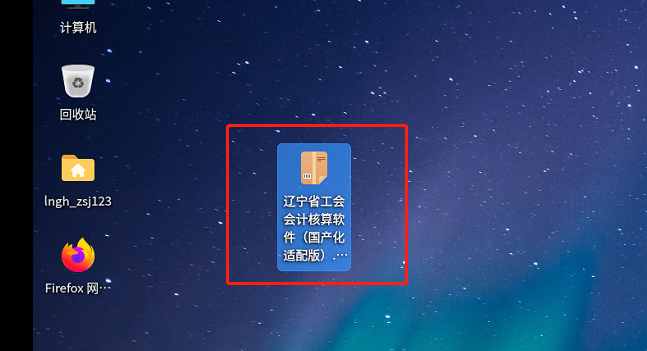 计算机
回收站
lngh_zsj123
Firefox 网…
辽宁省工会
会计核算软
件（国产化
适配版）.…